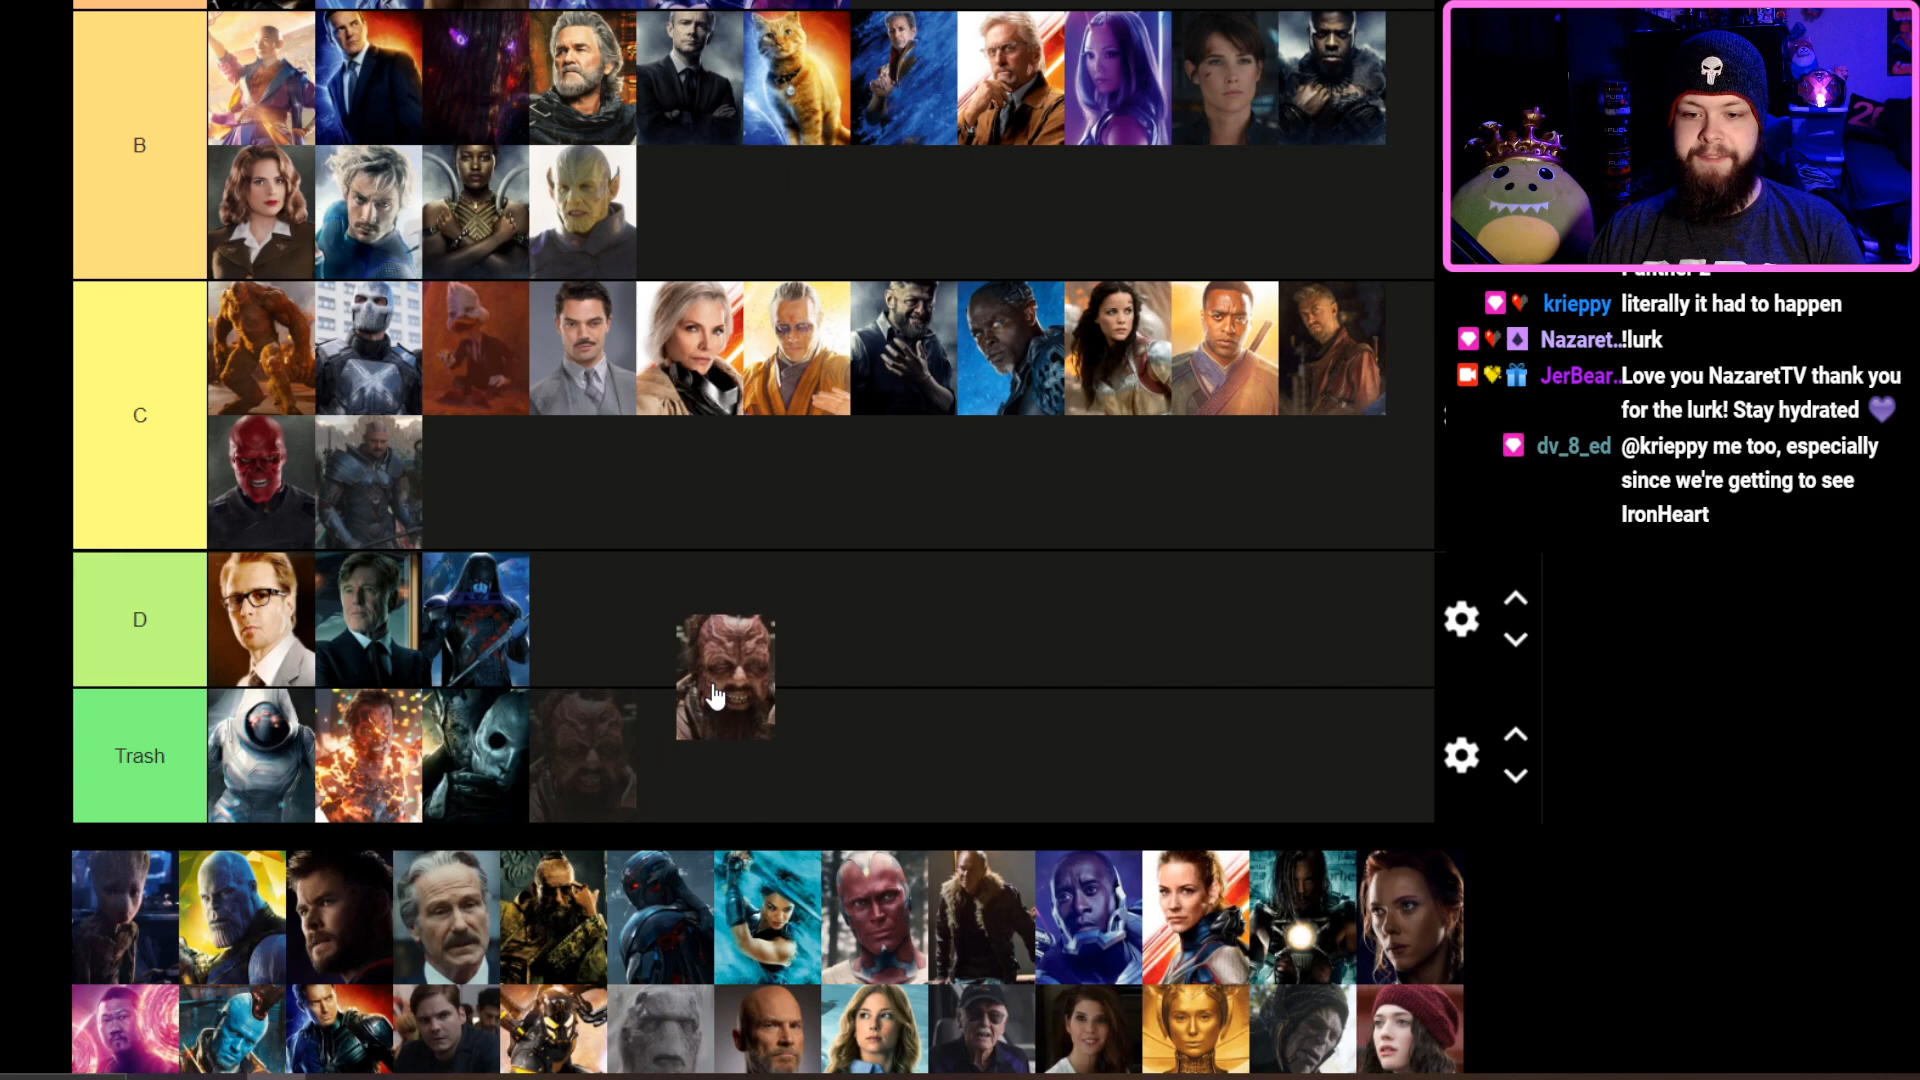 B
C
D
Trash
krieppy literally it had to happen
Nazaret..!lurk
JerBear..Love you NazaretTV thank you
for the lurk! Stay hydrated 💜
dv_8_ed @krieppy me too, especially
since we're getting to see
IronHeart